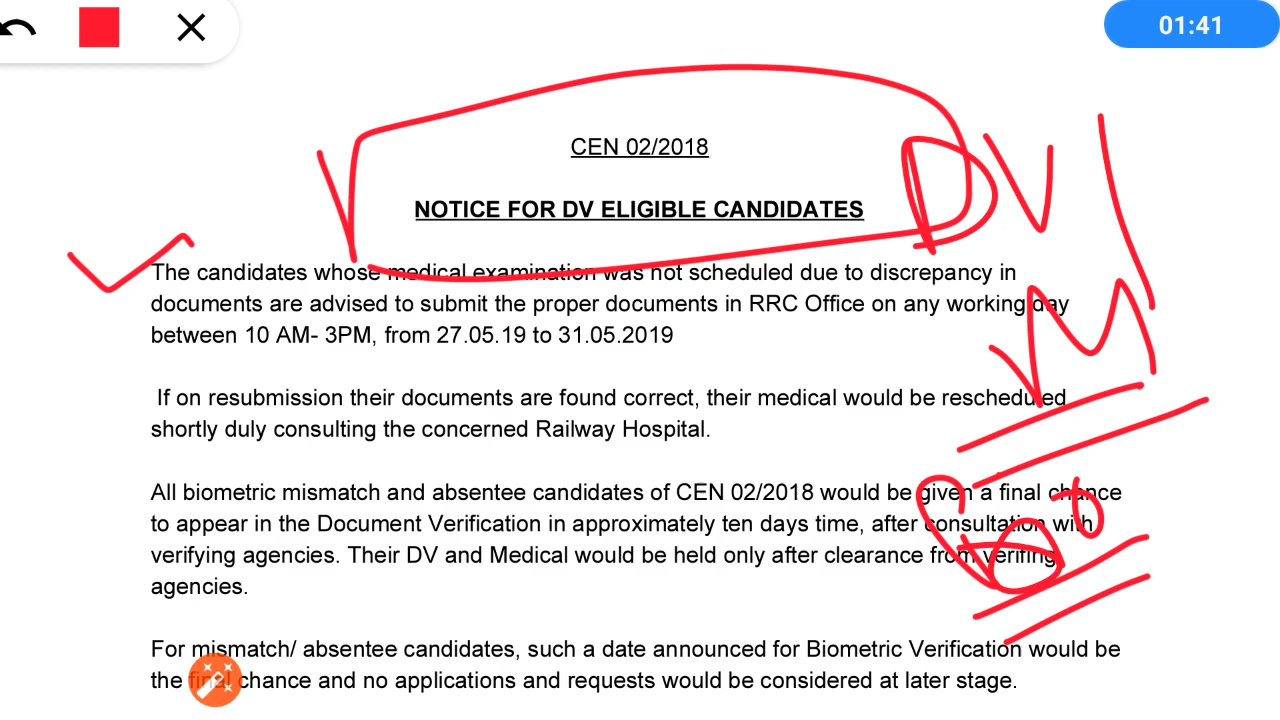 01:41
CEN 02/2018
NOTICE FOR DV ELIGIBLE CANDIDATES
DV
The candidates whose medical examination was not scheduled due to discrepancy in
documents are advised to submit the proper documents in RRC Office on any working day
between 10 AM- 3PM, from 27.05.19 to 31.05.2019
M
If on resubmission their documents are found correct, their medical would be rescheduled
shortly duly consulting the concerned Railway Hospital.
All biometric mismatch and absentee candidates of CEN 02/2018 would be given a final chance
to appear in the Document Verification in approximately ten days time, after consultation with
verifying agencies. Their DV and Medical would be held only after clearance from verifing
agencies.
For mismatch/ absentee candidates, such a date announced for Biometric Verification would be
the final chance and no applications and requests would be considered at later stage.